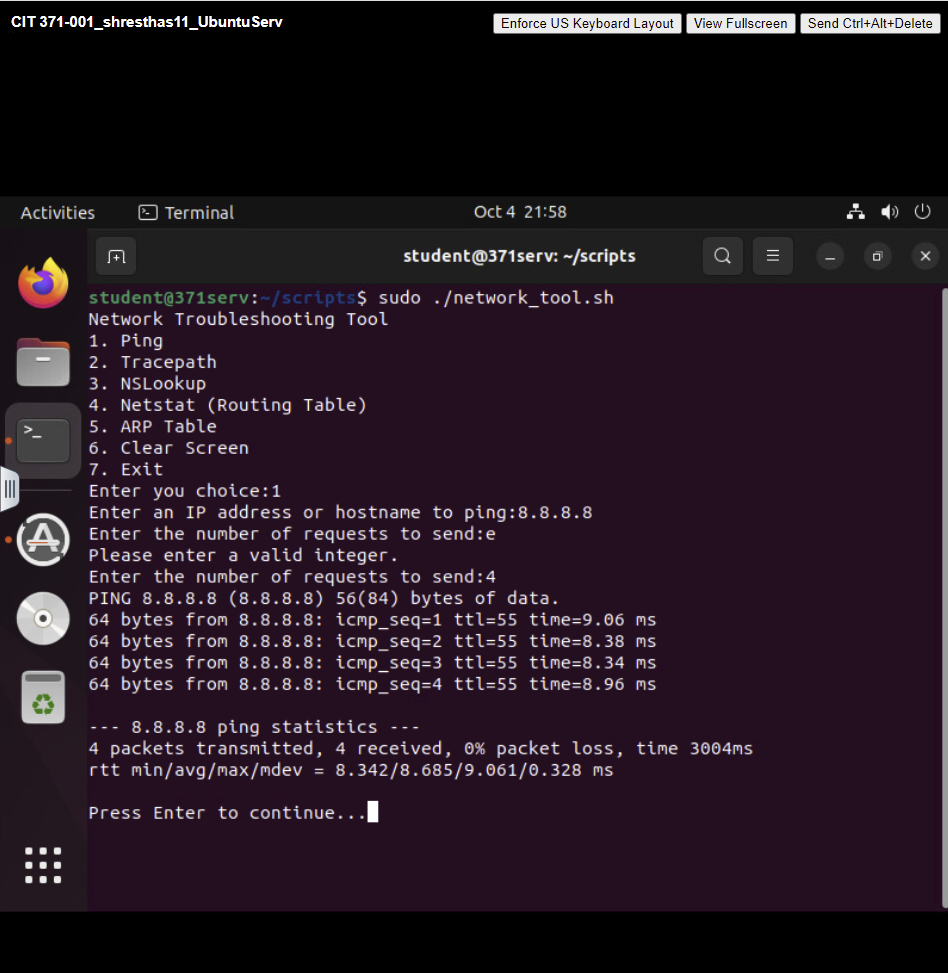 CIT 371-001_shresthas11_UbuntuServ
Enforce US Keyboard Layout View Fullscreen Send Ctrl+Alt+Delete
Activities Terminal Oct 4 21:58
student@371serv: ~/scripts
student@371serv:~/scripts$ sudo ./network_tool.sh
Network Troubleshooting Tool
1. Ping
2. Tracepath
3. NSLookup
4. Netstat (Routing Table)
5. ARP Table
6. Clear Screen
7. Exit
Enter you choice:1
Enter an IP address or hostname to ping:8.8.8.8
Enter the number of requests to send:e
Please enter a valid integer.
Enter the number of requests to send:4
PING 8.8.8.8 (8.8.8.8) 56(84) bytes of data.
64 bytes from 8.8.8.8: icmp_seq=1 ttl=55 time=9.06 ms
64 bytes from 8.8.8.8: icmp_seq=2 ttl=55 time=8.38 ms
64 bytes from 8.8.8.8: icmp_seq=3 ttl=55 time=8.34 ms
64 bytes from 8.8.8.8: icmp_seq=4 ttl=55 time=8.96 ms
--- 8.8.8.8 ping statistics ---
4 packets transmitted, 4 received, 0% packet loss, time 3004ms
rtt min/avg/max/mdev = 8.342/8.685/9.061/0.328 ms
Press Enter to continue...